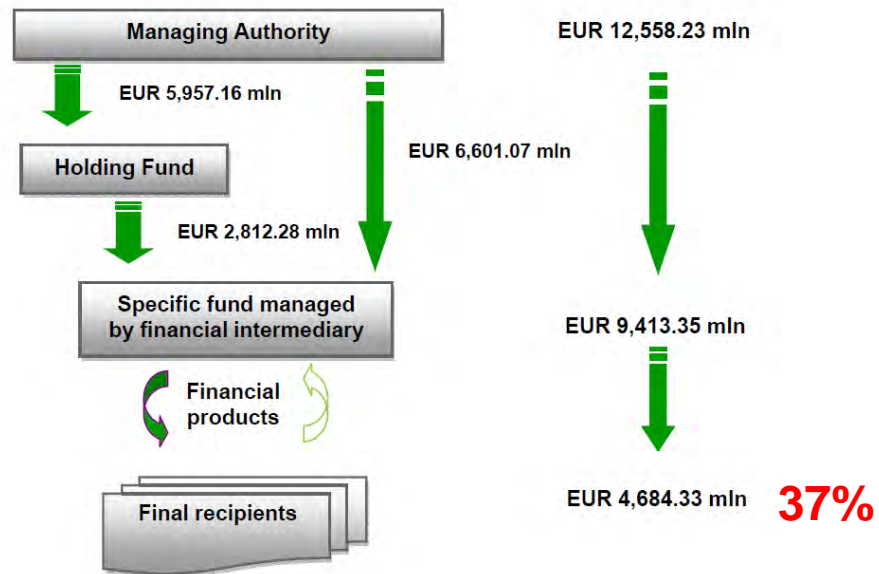 Managing Authority
EUR 12,558.23 mln
EUR 5,957.16 mln
EUR 6,601.07 mln
Holding Fund
EUR 2,812.28 mln
Specific fund managed
by financial intermediary
EUR 9,413.35 mln
Financial
products
Final recipients
EUR 4,684.33 mln
37%